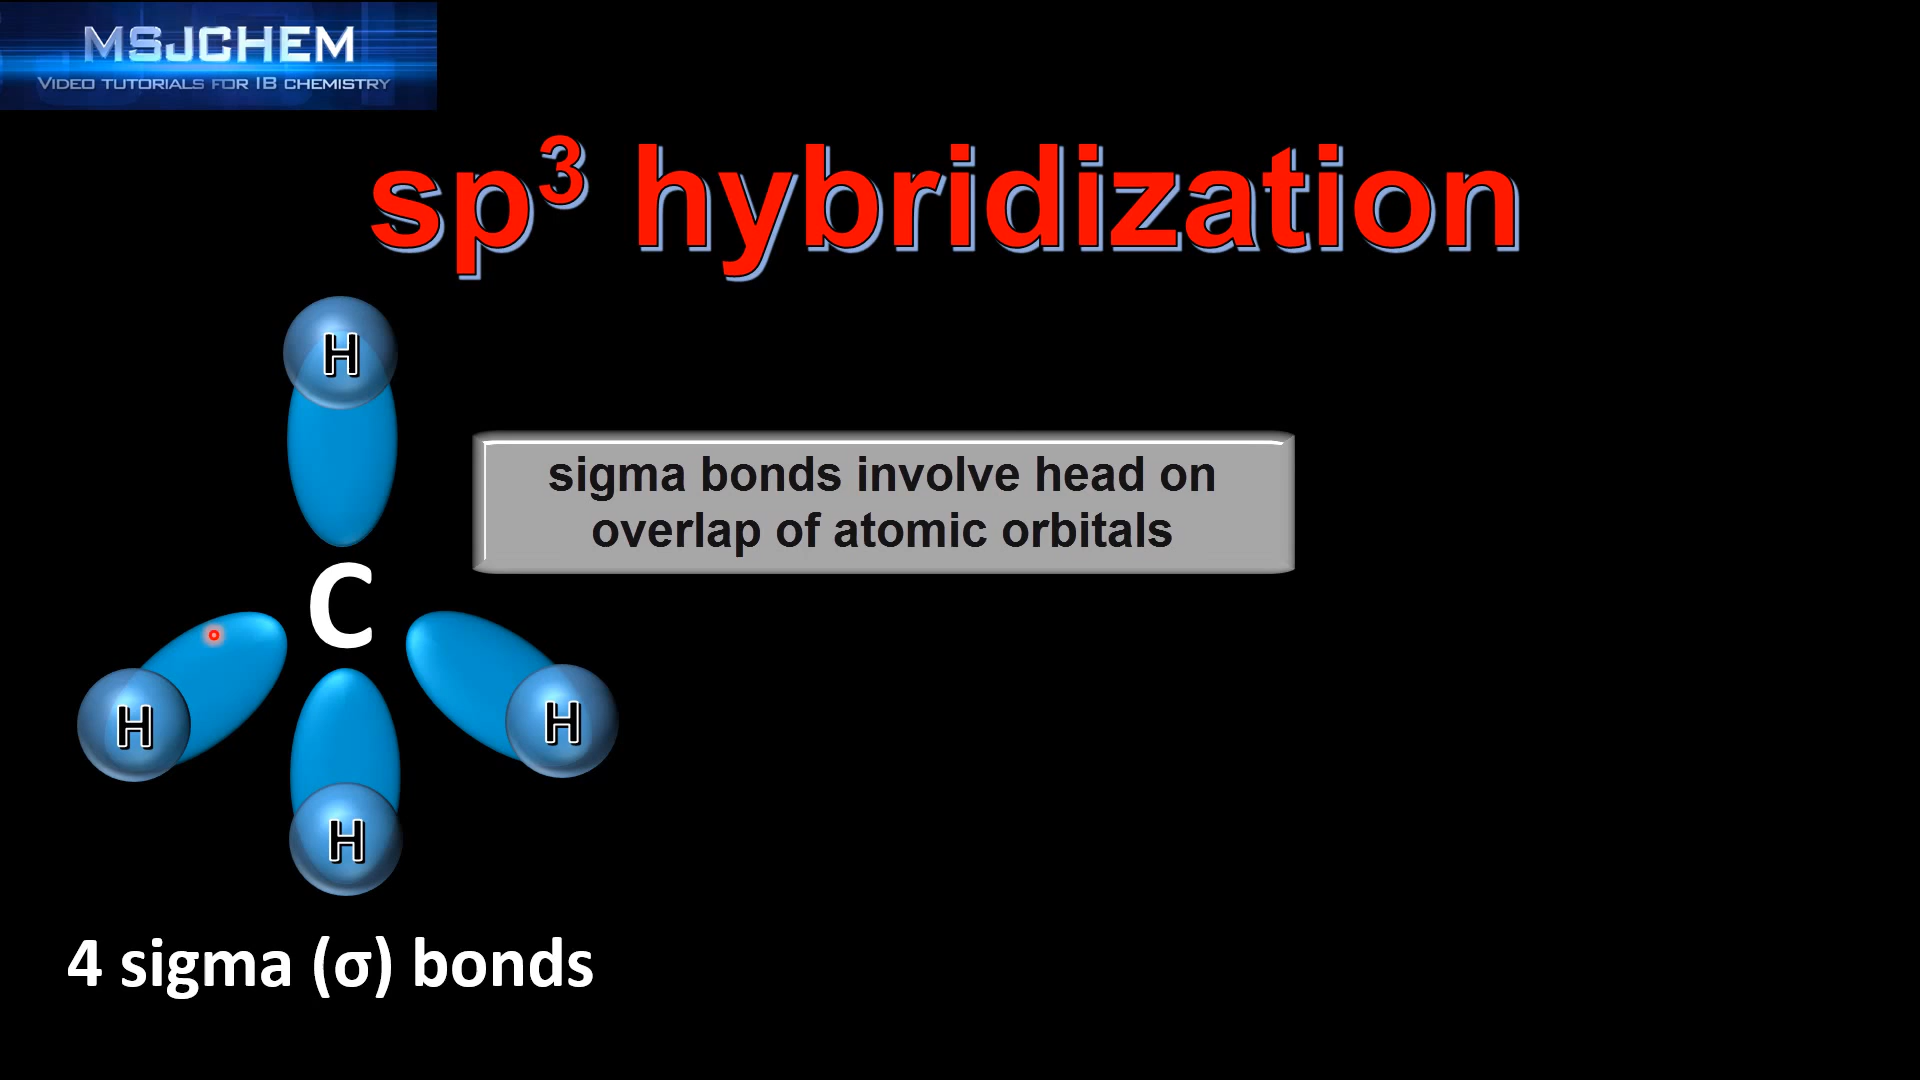 MSJCHEM
VIDEO TUTORIALS FOR IB CHEMISTRY
sp³ hybridization
H
sigma bonds involve head on
overlap of atomic orbitals
C
H
H
H
4 sigma (σ) bonds